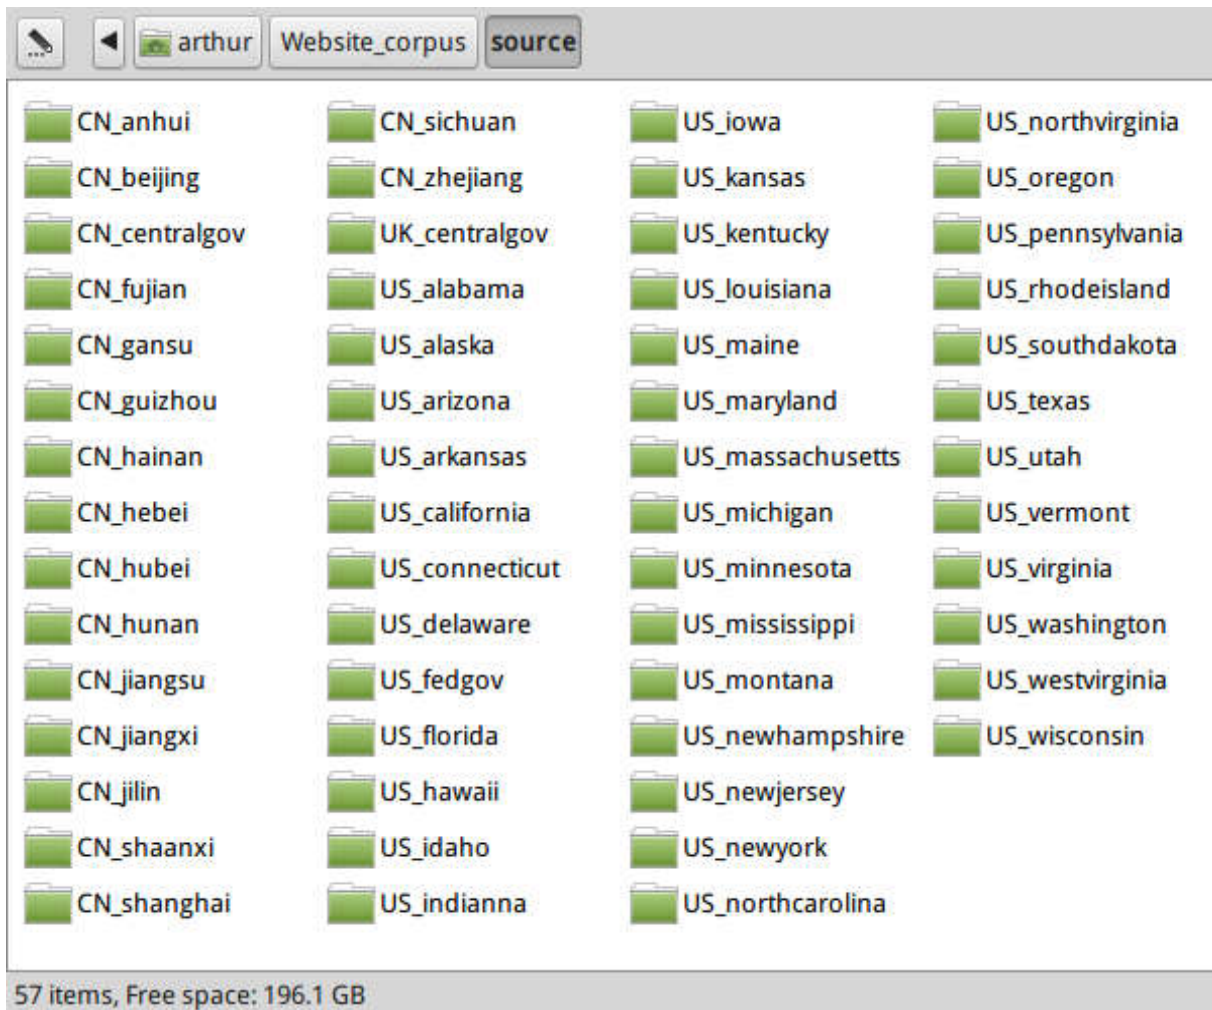 arthur Website_corpus source
CN_anhui
CN_beijing
CN_centralgov
CN_fujian
CN_gansu
CN_guizhou
CN_hainan
CN_hebei
CN_hubei
CN_hunan
CN_jiangsu
CN_jiangxi
CN_jilin
CN_shaanxi
CN_shanghai
CN_sichuan
CN_zhejiang
UK_centralgov
US_alabama
US_alaska
US_arizona
US_arkansas
US_california
US_connecticut
US_delaware
US_fedgov
US_florida
US_hawaii
US_idaho
US_indianna
US_iowa
US_kansas
US_kentucky
US_louisiana
US_maine
US_maryland
US_massachusetts
US_michigan
US_minnesota
US_mississippi
US_montana
US_newhampshire
US_newjersey
US_newyork
US_northcarolina
US_northvirginia
US_oregon
US_pennsylvania
US_rhodeisland
US_southdakota
US_texas
US_utah
US_vermont
US_virginia
US_washington
US_westvirginia
US_wisconsin
57 items, Free space: 196.1 GB